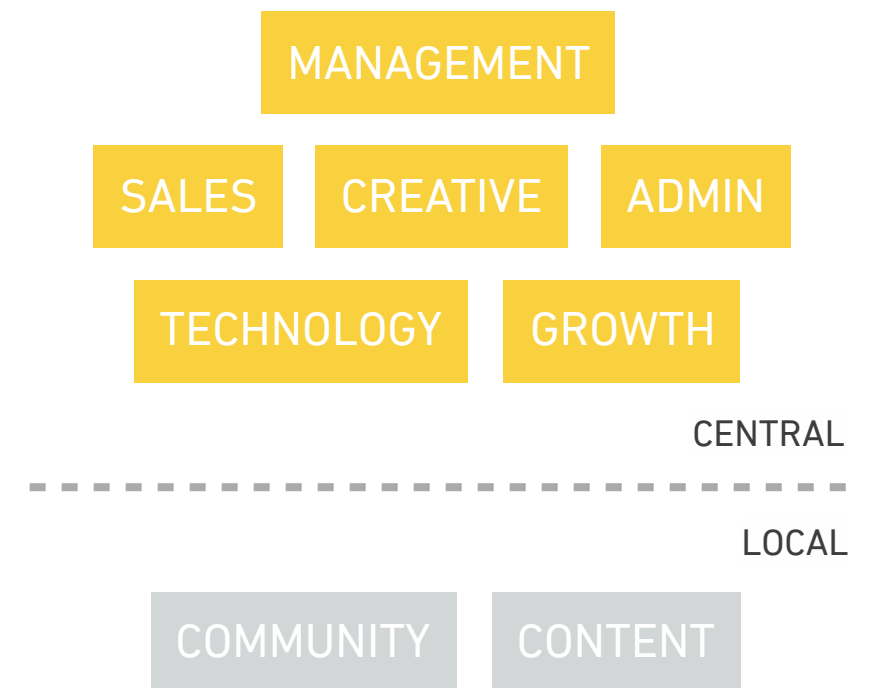 MANAGEMENT
SALES CREATIVE ADMIN
TECHNOLOGY GROWTH
CENTRAL
LOCAL
COMMUNITY CONTENT